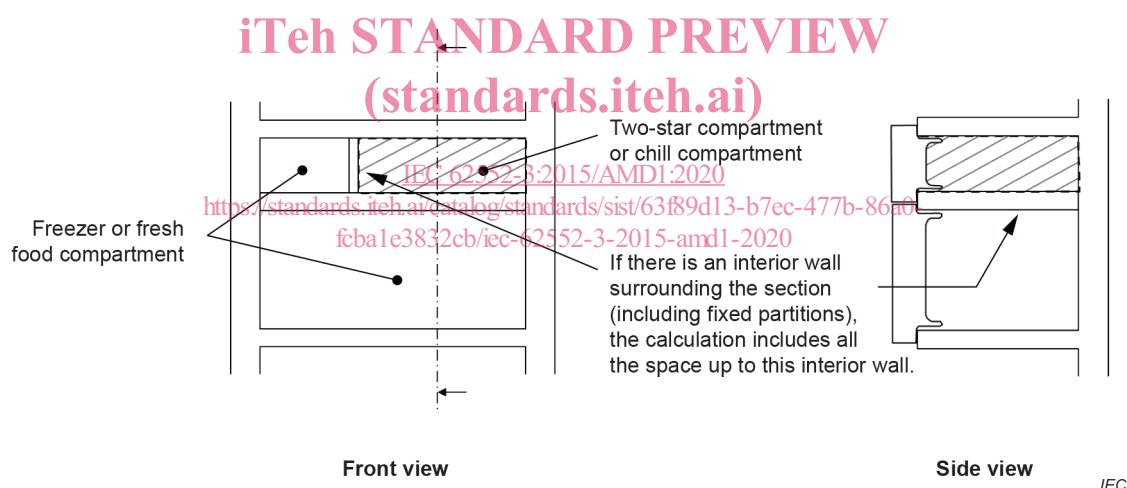 iTeh STANDARD PREVIEW
(standards.iteh.ai)
Two-star compartment
or chill compartment
IEC 62552-3:2015/AMD1:2020
https://standards.iteh.ai/catalog/standards/sist/63f89d13-b7ec-477b-86a0-
fcba1e3832cb/iec-62552-3-2015-amd1-2020
Freezer or fresh
food compartment
If there is an interior wall
surrounding the section
(including fixed partitions),
the calculation includes all
the space up to this interior wall.
Front view
Side view
IEC